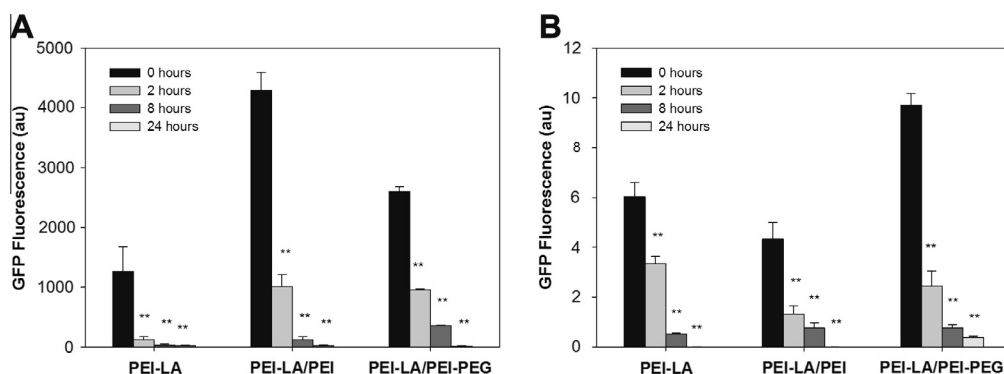 A
GFP Fluorescence (au)
5000
4000
3000
2000
1000
0
0 hours
2 hours
8 hours
24 hours
** ** **
** ** **
** ** **
PEI-LA PEI-LA/PEI PEI-LA/PEI-PEG
B
GFP Fluorescence (au)
12
10
8
6
4
2
0
0 hours
2 hours
8 hours
24 hours
** ** **
** ** **
** ** **
PEI-LA PEI-LA/PEI PEI-LA/PEI-PEG